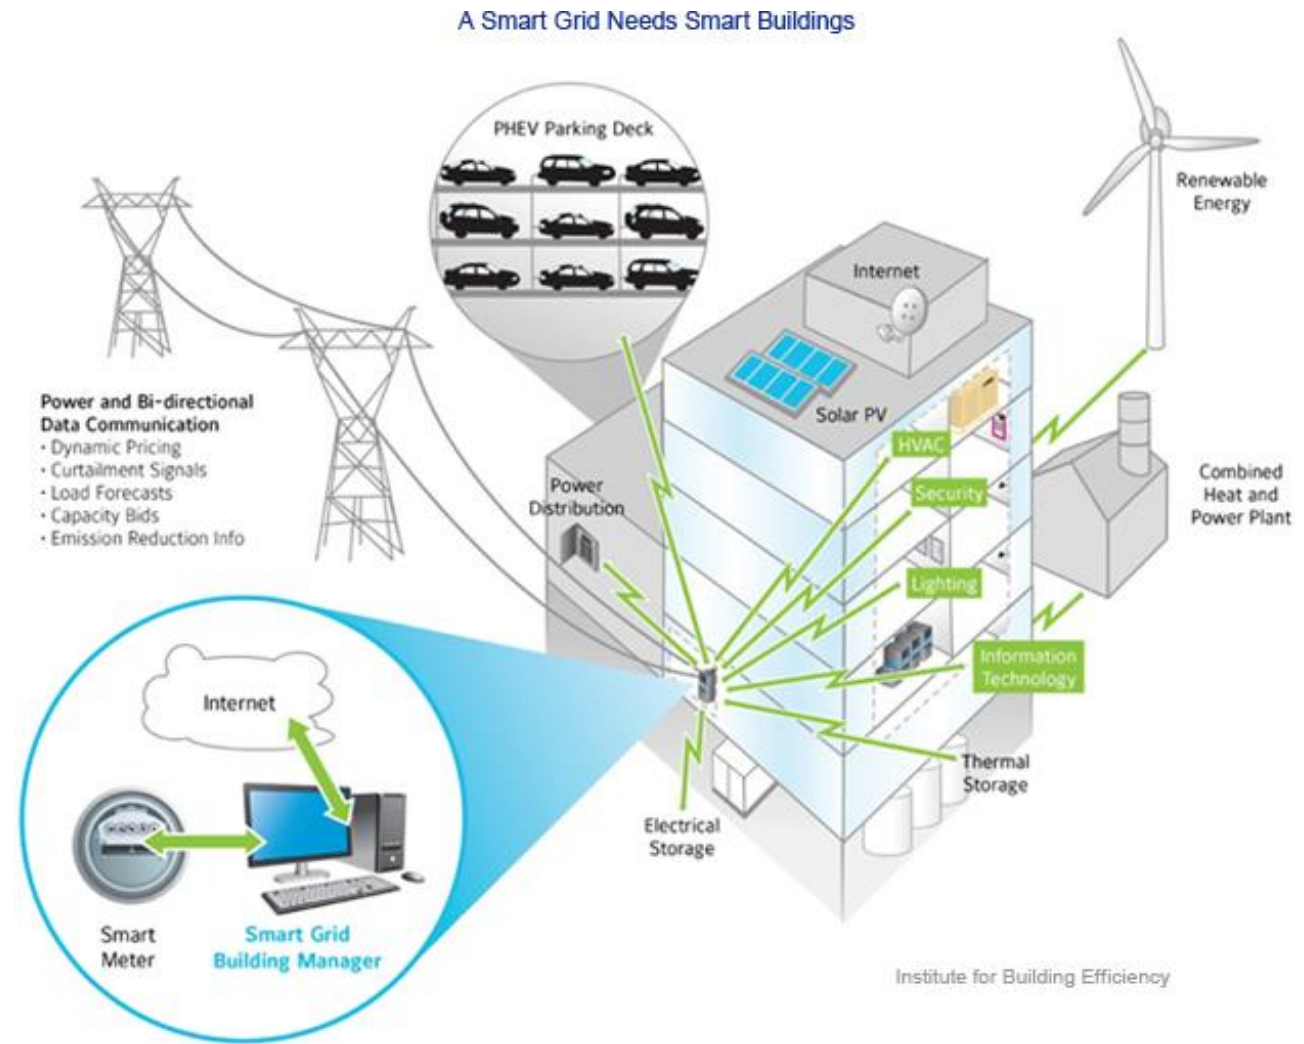 A Smart Grid Needs Smart Buildings
PHEV Parking Deck
Renewable
Energy
Internet
Solar PV
Power and Bi-directional
Data Communication
• Dynamic Pricing
• Curtailment Signals
• Load Forecasts
• Capacity Bids
• Emission Reduction Info
Power
Distribution
HVAC
Security
Lighting
Information
Technology
Combined
Heat and
Power Plant
Thermal
Storage
Electrical
Storage
Internet
Smart
Meter
Smart Grid
Building Manager
Institute for Building Efficiency